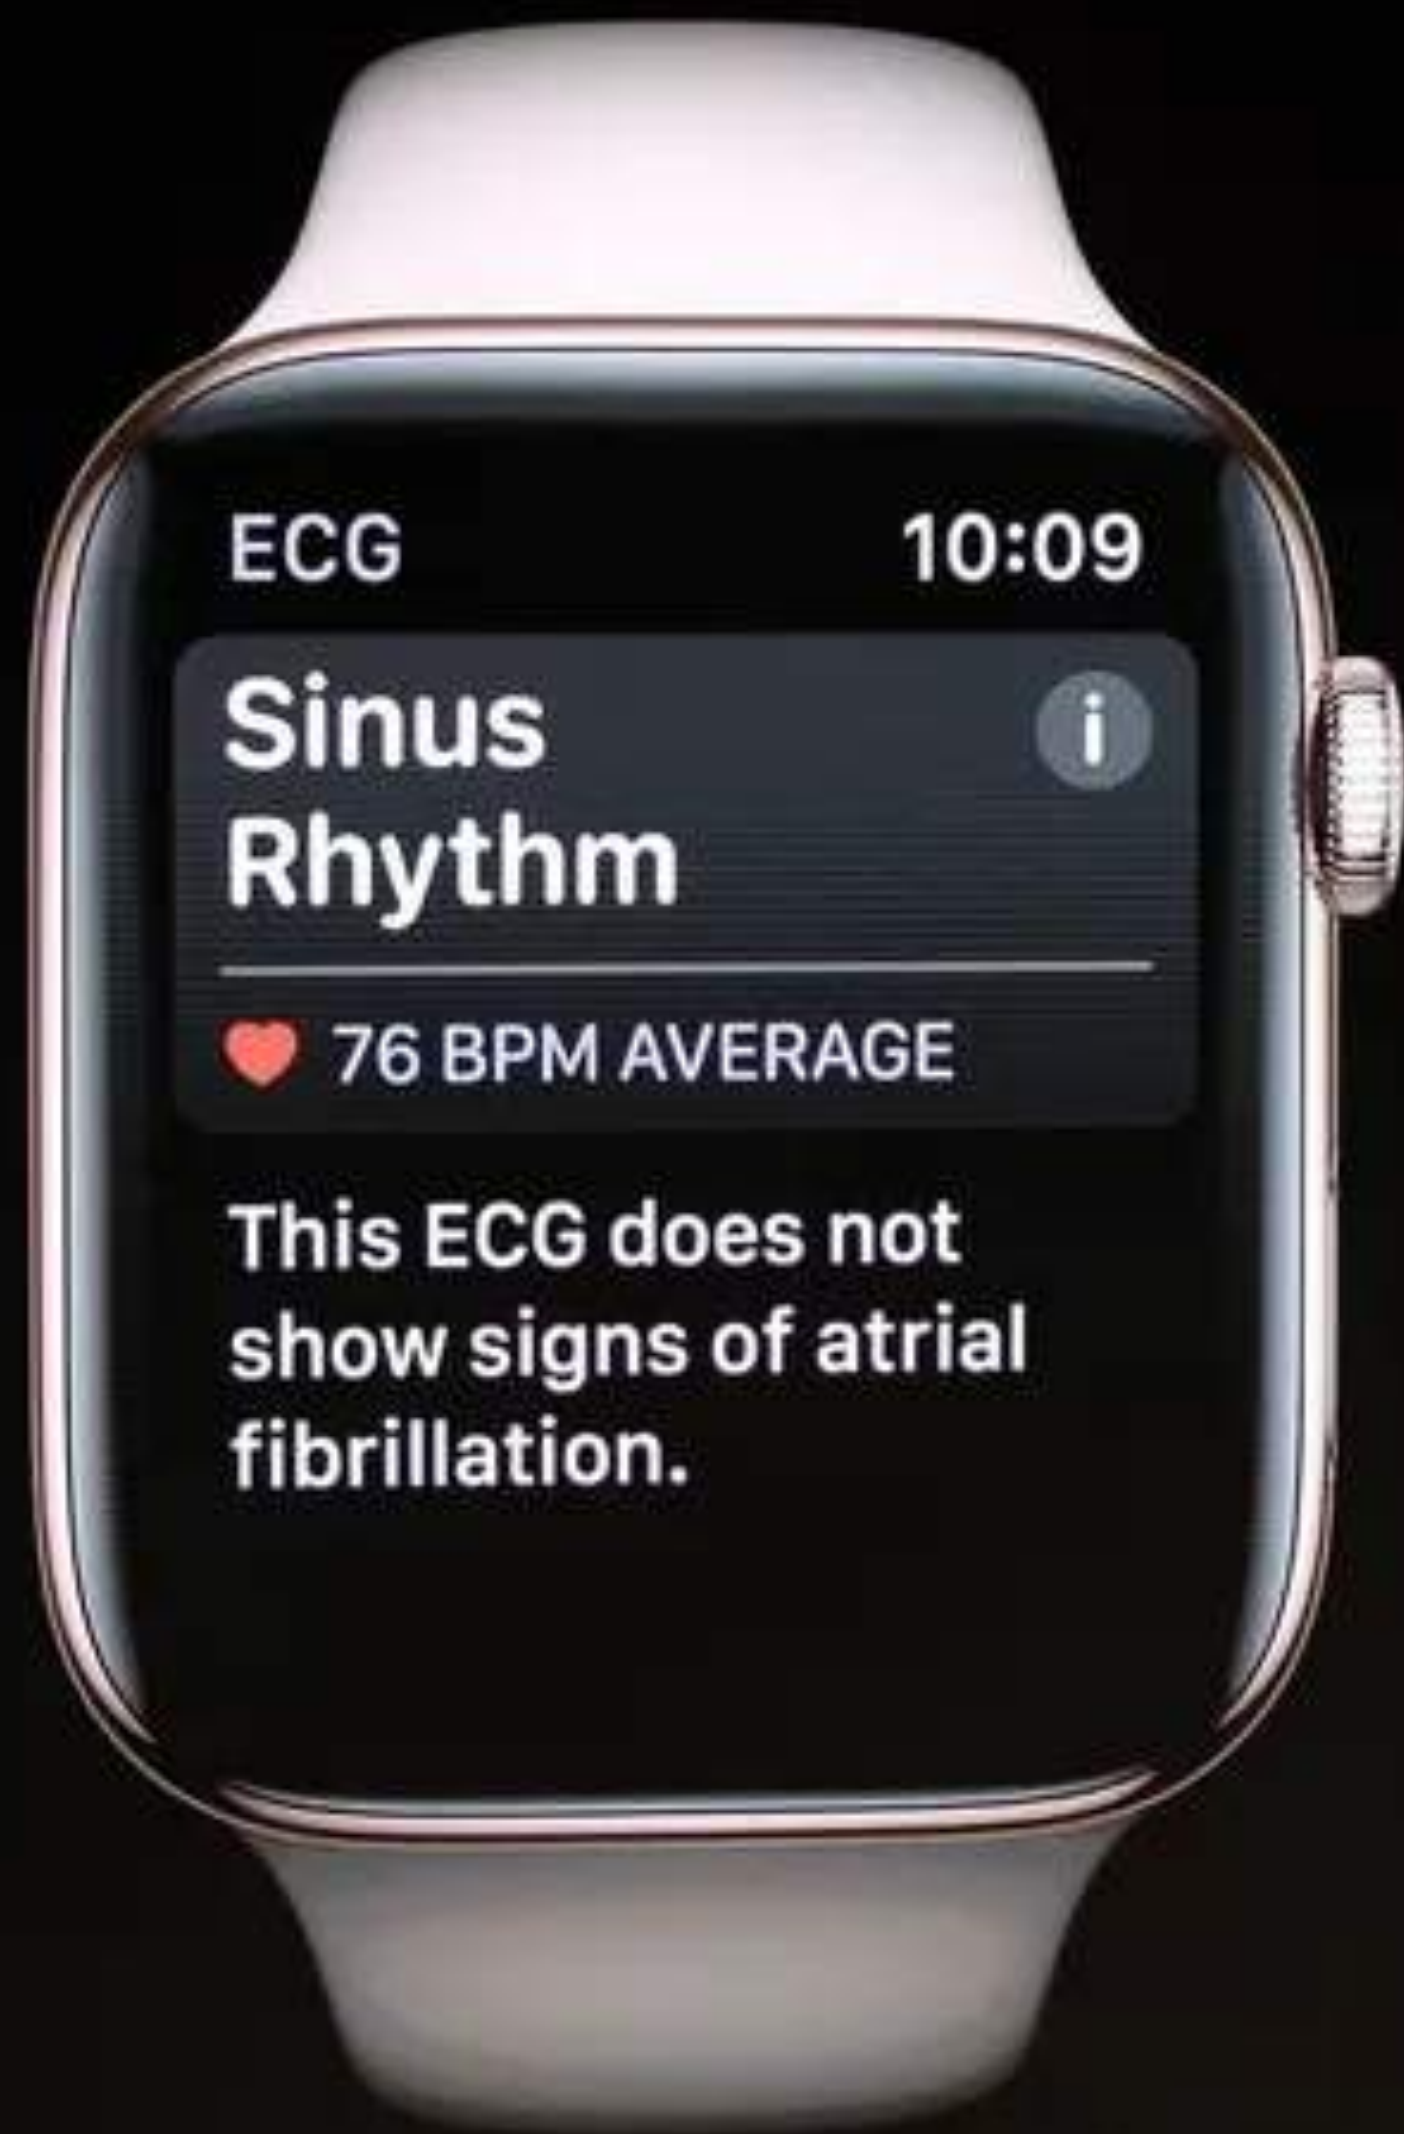 ECG 10:09
Sinus
Rhythm
76 BPM AVERAGE
This ECG does not
show signs of atrial
fibrillation.